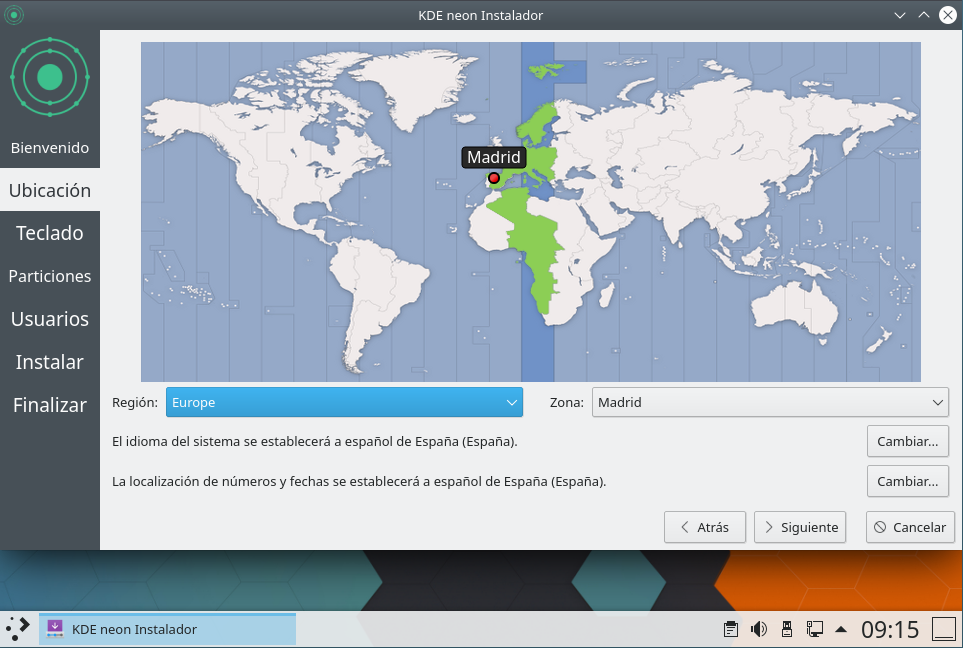 KDE neon Instalador
Bienvenido
Ubicación
Teclado
Particiones
Usuarios
Instalar
Finalizar
Madrid
Región: Europe Zona: Madrid
El idioma del sistema se establecerá a español de España (España). Cambiar...
La localización de números y fechas se establecerá a español de España (España). Cambiar...
Atrás Siguiente Cancelar
KDE neon Instalador 09:15